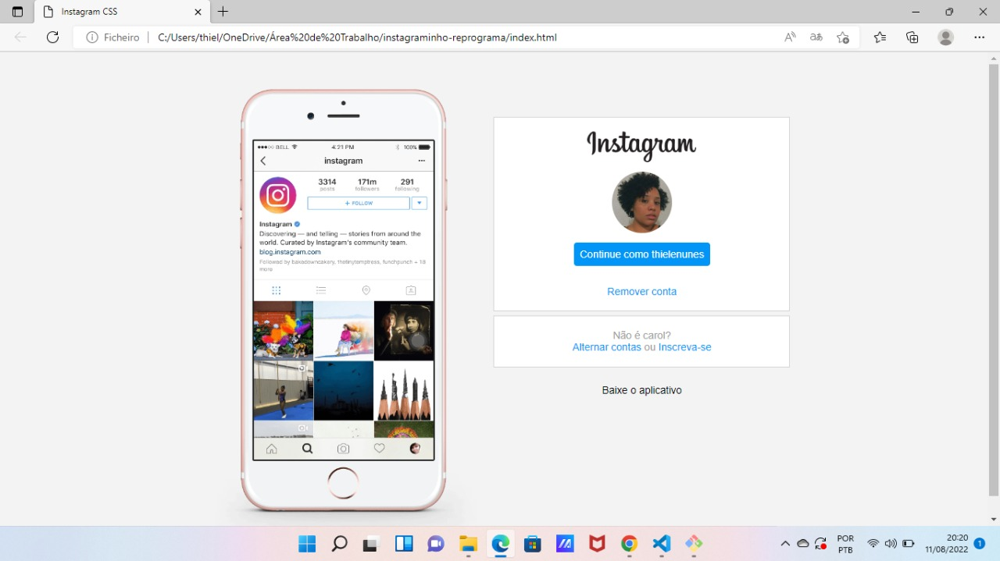 Instagram CSS
Ficheiro
C:/Users/thiel/OneDrive/Área%20de%20Trabalho/instagraminho-reprograma/index.html
BELL
4:21 PM
100%
instagram
3314
171m
291
posts
followers
following
+ FOLLOW
Instagram
Discovering — and telling — stories from around the
world. Curated by Instagram's community team.
blog.instagram.com
Followed by bakadowncakery, thetinytemptress, funchpunch + 18
more
Instagram
Continue como thielenunes
Remover conta
Não é carol?
Alternar contas ou Inscreva-se
Baixe o aplicativo
POR
PTB
20:20
11/08/2022
1